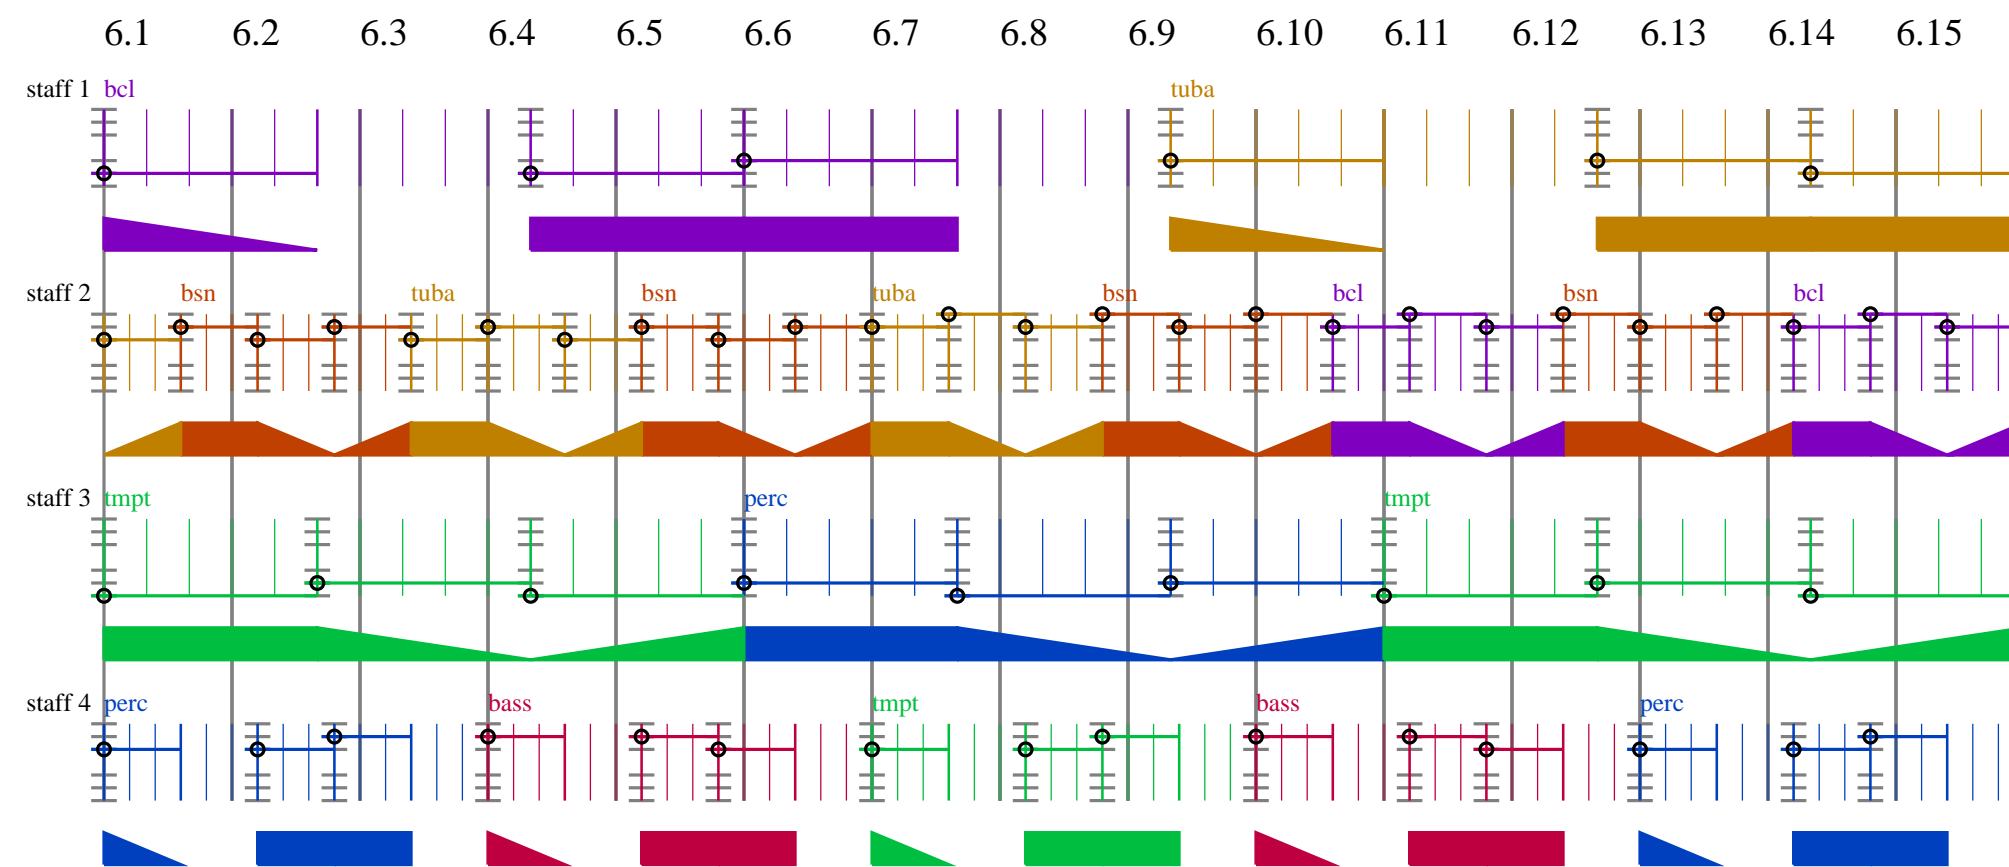 6.1 6.2 6.3 6.4 6.5 6.6 6.7 6.8 6.9 6.10 6.11 6.12 6.13 6.14 6.15
staff 1 bcl tuba
staff 2 bsn tuba bsn tuba bsn bcl bsn bcl
staff 3 tmpt perc tmpt
staff 4 perc bass tmpt bass perc